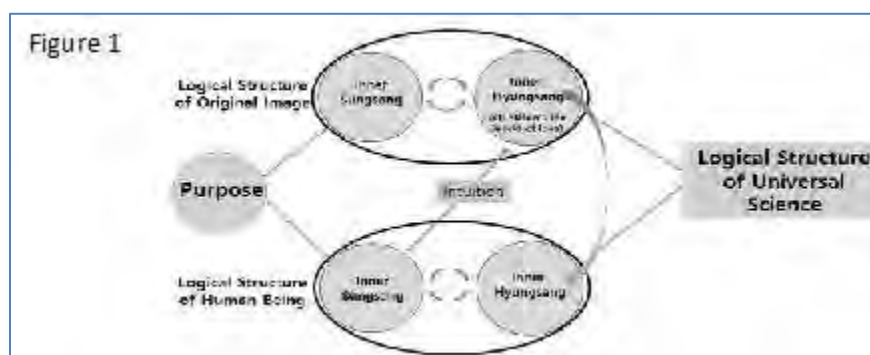 Figure 1
Logical Structure
of Original Image
Inner
Sungsang
Inner
Hyungsang
Purpose
Intuition
Logical Structure
of Universal
Science
Logical Structure
of Human Being
Inner
Sungsang
Inner
Hyungsang